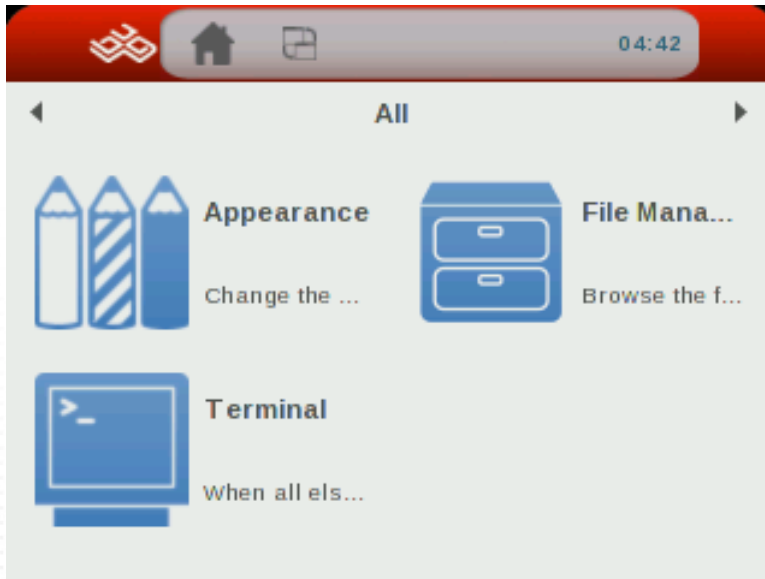 04:42
All
Appearance
File Mana...
Change the ...
Browse the f...
>_
Terminal
When all els...